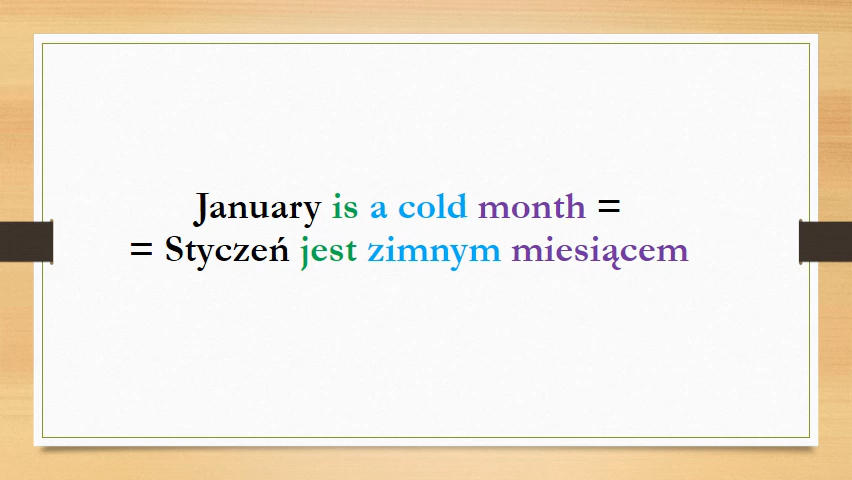 January is a cold month =
= Styczeń jest zimnym miesiącem